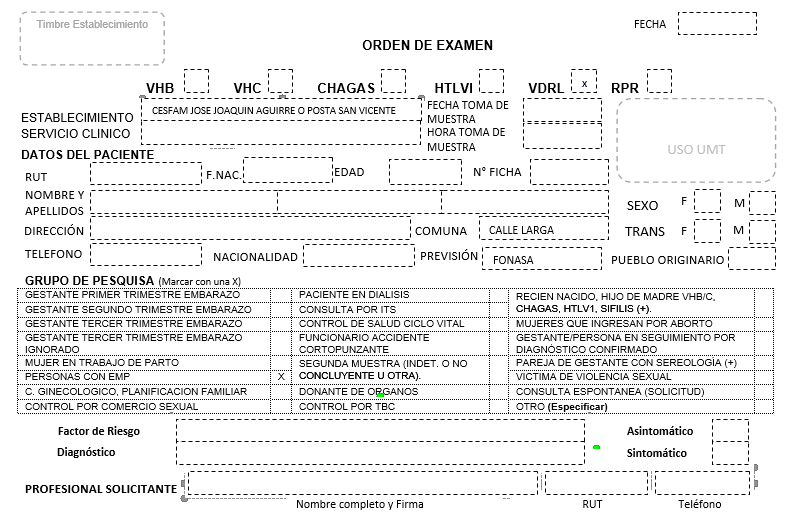 Timbre Establecimiento
FECHA
ORDEN DE EXAMEN
VHB VHC CHAGAS HTLVI VDRL x RPR
ESTABLECIMIENTO CESFAM JOSE JOAQUIN AGUIRRE O POSTA SAN VICENTE FECHA TOMA DE MUESTRA
SERVICIO CLINICO HORA TOMA DE MUESTRA
USO UMT
DATOS DEL PACIENTE
RUT F.NAC. EDAD N° FICHA
NOMBRE Y APELLIDOS SEXO F M
DIRECCIÓN COMUNA CALLE LARGA TRANS F M
TELEFONO NACIONALIDAD PREVISIÓN FONASA PUEBLO ORIGINARIO
GRUPO DE PESQUISA (Marcar con una X)
GESTANTE PRIMER TRIMESTRE EMBARAZO
GESTANTE SEGUNDO TRIMESTRE EMBARAZO
GESTANTE TERCER TRIMESTRE EMBARAZO
GESTANTE TERCER TRIMESTRE EMBARAZO
IGNORADO
MUJER EN TRABAJO DE PARTO
PERSONAS CON EMP X
C. GINECOLOGICO, PLANIFICACION FAMILIAR
CONTROL POR COMERCIO SEXUAL
PACIENTE EN DIALISIS
CONSULTA POR ITS
CONTROL DE SALUD CICLO VITAL
FUNCIONARIO ACCIDENTE
CORTOPUNZANTE
SEGUNDA MUESTRA (INDET. O NO
CONCLUYENTE U OTRA).
DONANTE DE ORGANOS
CONTROL POR TBC
RECIEN NACIDO, HIJO DE MADRE VHB/C,
CHAGAS, HTLV1, SIFILIS (+).
MUJERES QUE INGRESAN POR ABORTO
GESTANTE/PERSONA EN SEGUIMIENTO POR
DIAGNÓSTICO CONFIRMADO
PAREJA DE GESTANTE CON SEREOLOGÍA (+)
VICTIMA DE VIOLENCIA SEXUAL
CONSULTA ESPONTANEA (SOLICITUD)
OTRO (Especificar)
Factor de Riesgo Asintomático
Diagnóstico Sintomático
PROFESIONAL SOLICITANTE
Nombre completo y Firma RUT Teléfono